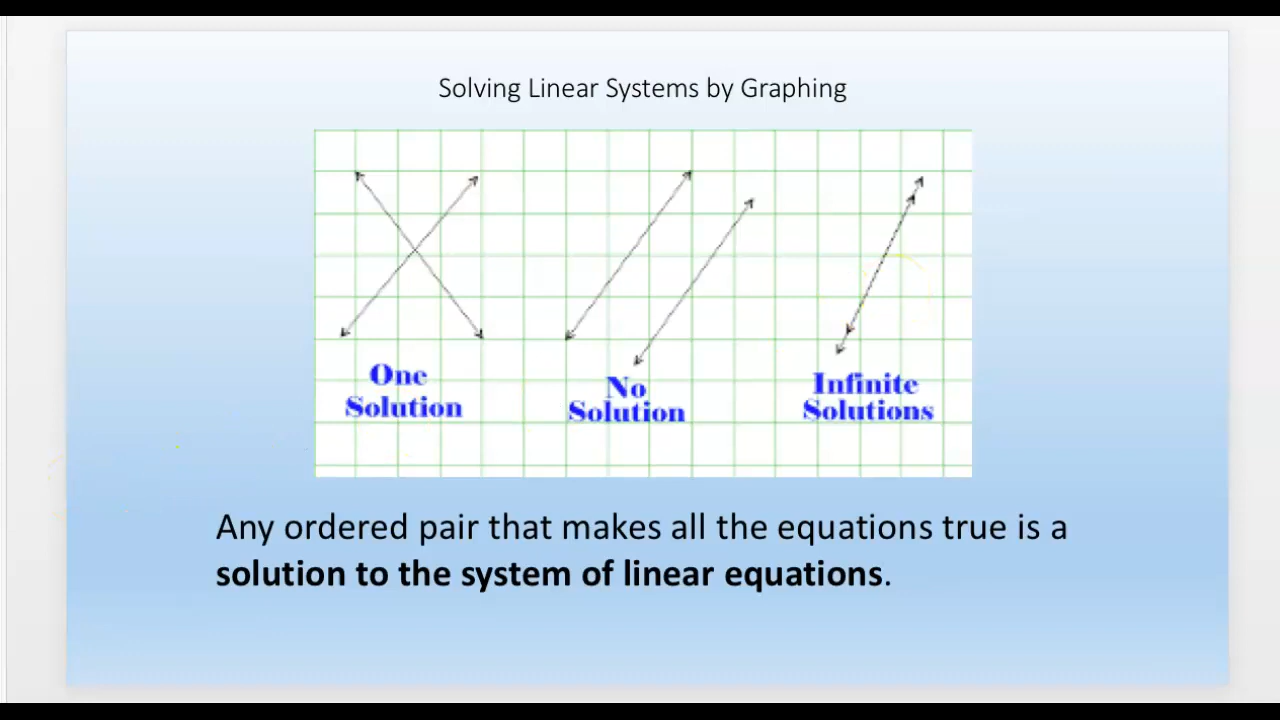 Solving Linear Systems by Graphing
One
Solution
No
Solution
Infinite
Solutions
Any ordered pair that makes all the equations true is a
solution to the system of linear equations.